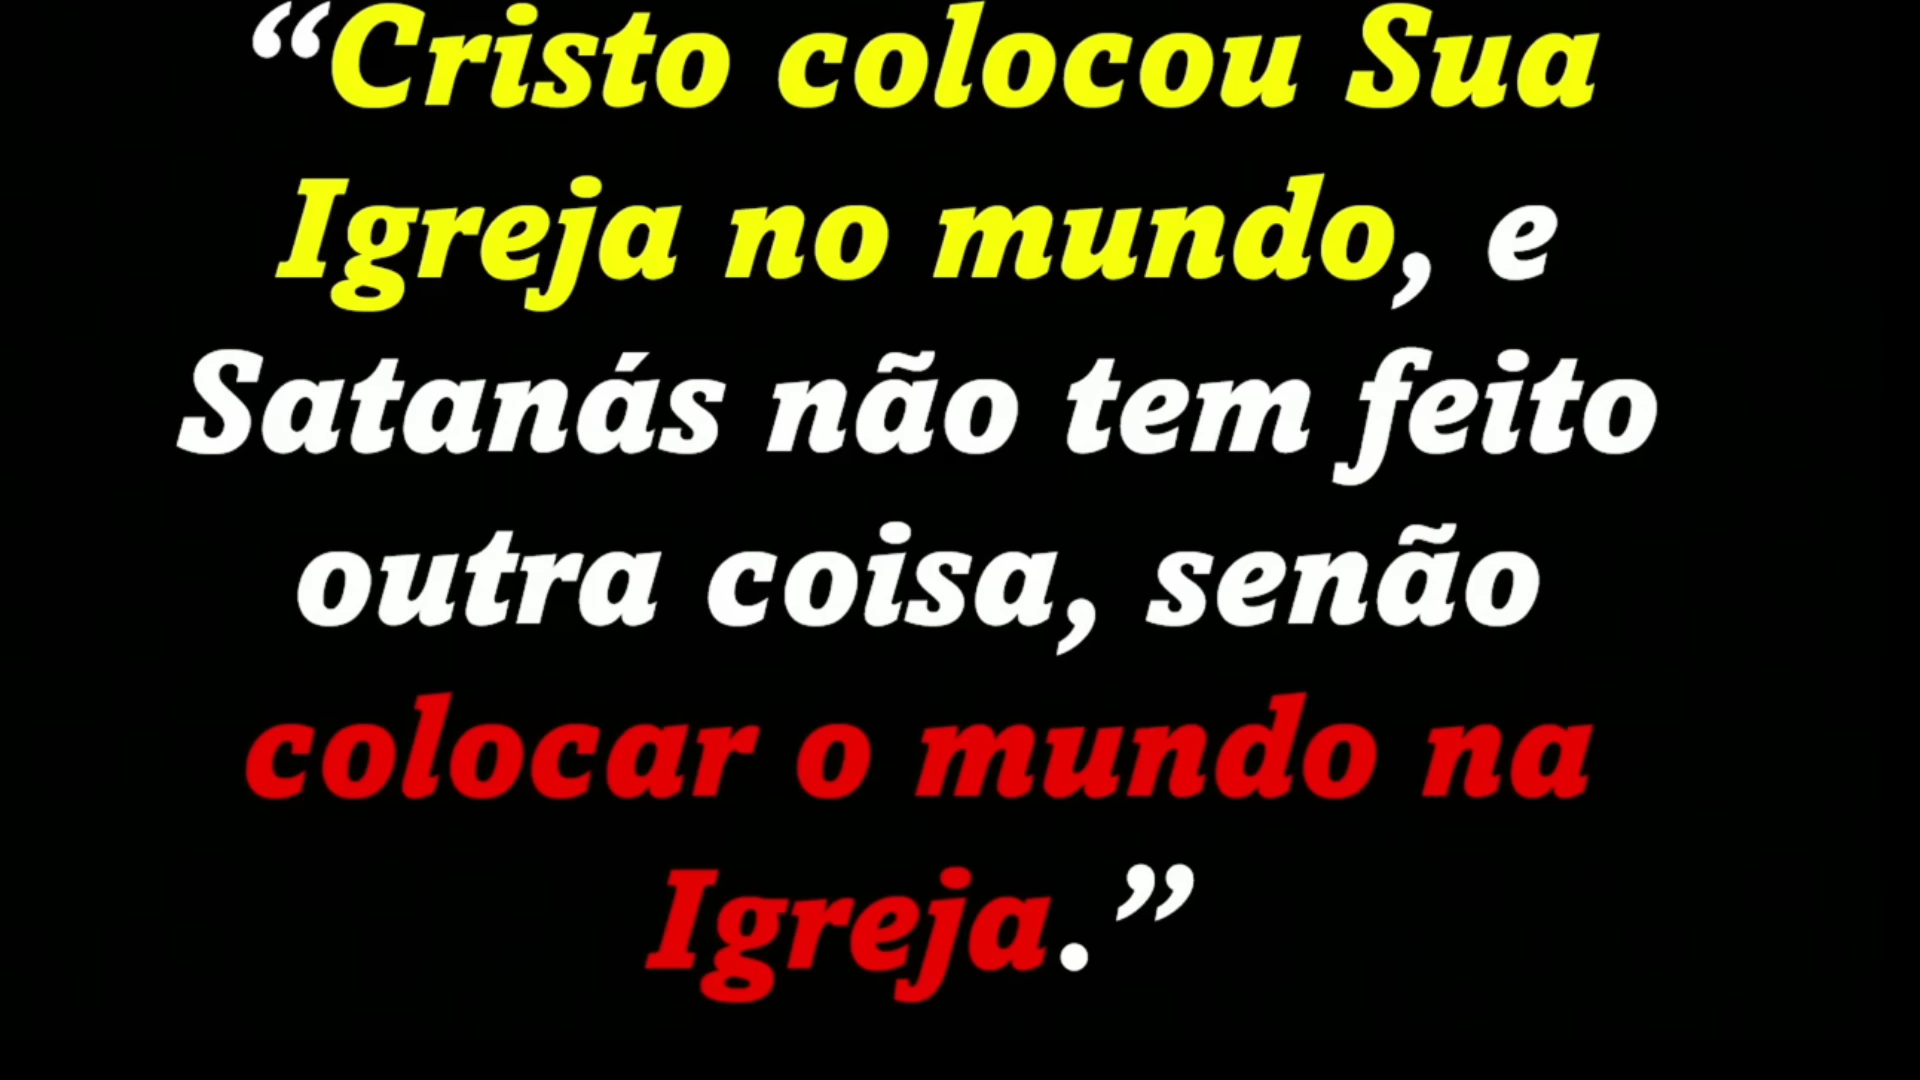 “Cristo colocou Sua
Igreja no mundo, e
Satanás não tem feito
outra coisa, senão
colocar o mundo na
Igreja.”